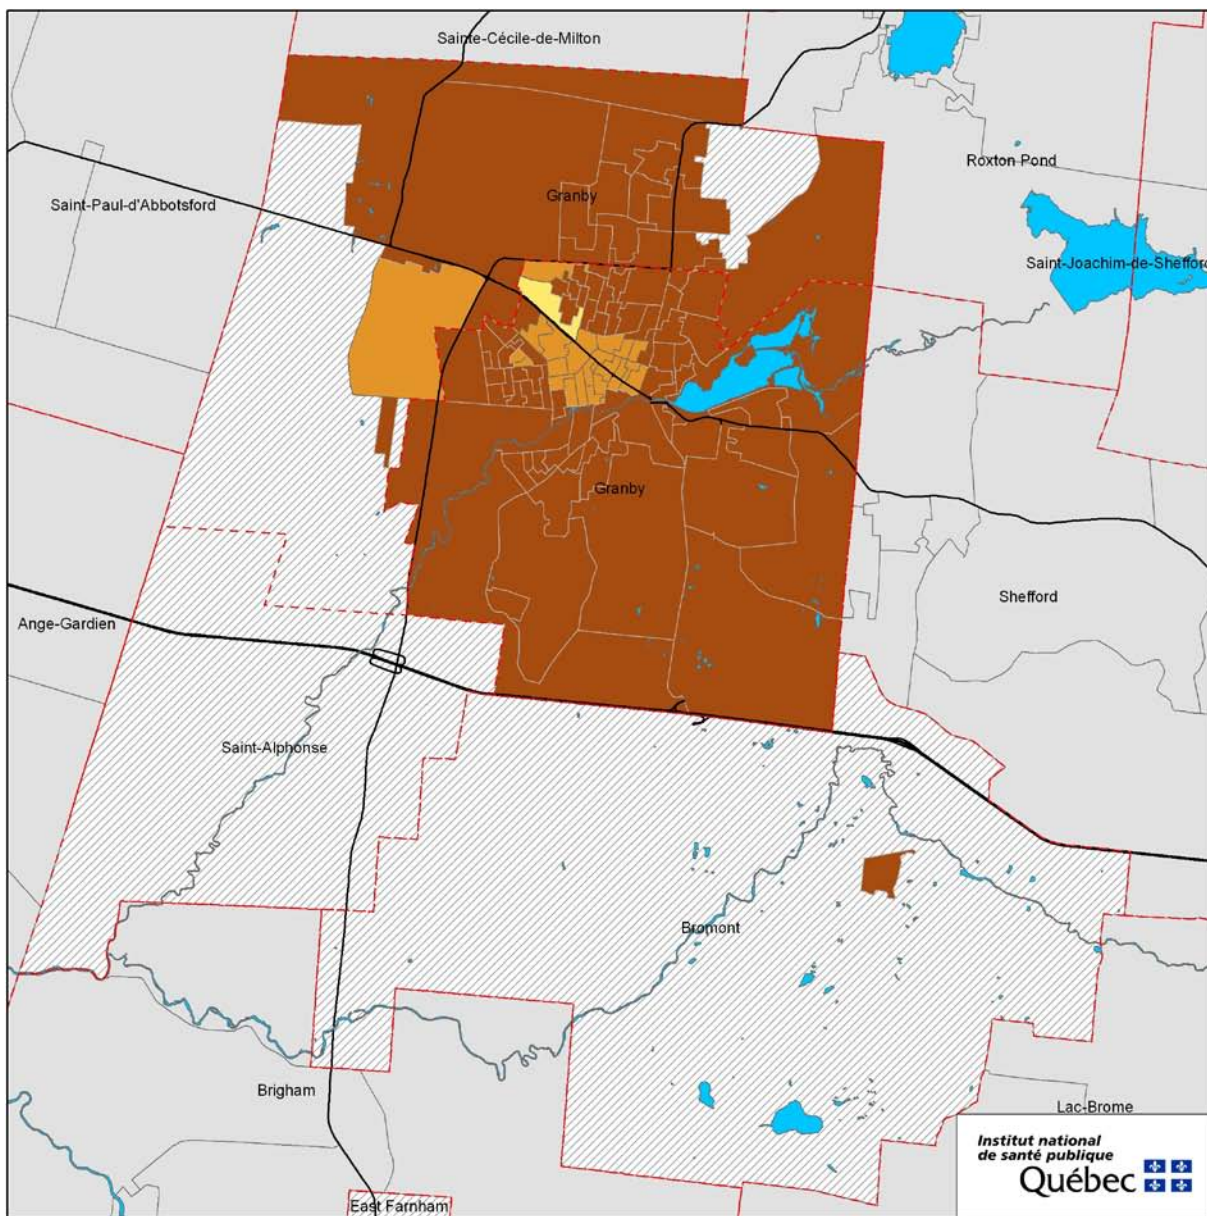 Sainte-Cécile-de-Milton
Roxton Pond
Granby
Saint-Paul-d'Abbotsford
Saint-Joachim-de-Shefford
Granby
Shefford
Ange-Gardien
Saint-Alphonse
Bromont
Brigham
Lac-Brome
Institut national
de santé publique
Québec
East Farnham